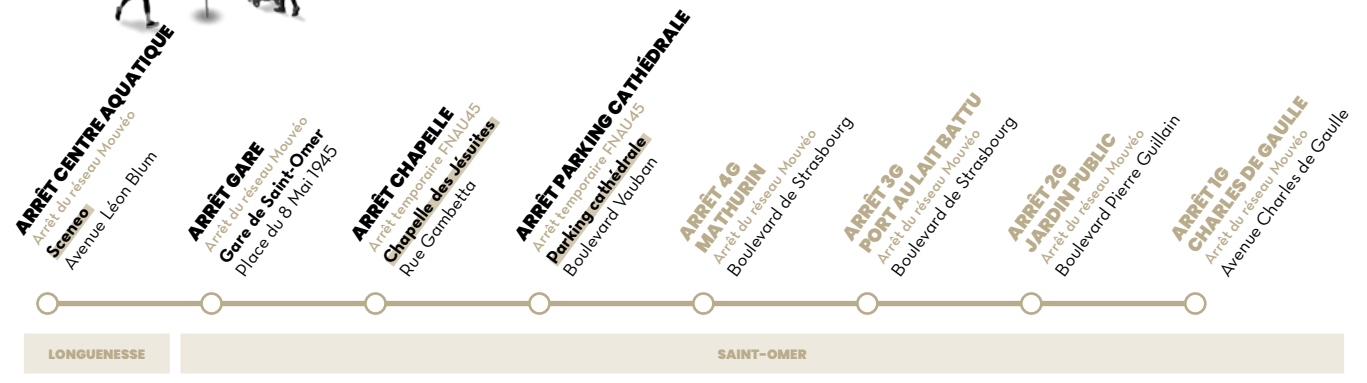 ARRÊT CENTRE AQUATIQUE
Arrêt du réseau Mouvéo
Sceneo
Avenue Léon Blum
ARRÊT GARE
Arrêt du réseau Mouvéo
Gare de Saint-Omer
Place du 8 Mai 1945
ARRÊT CHAPELLE
Arrêt temporaire FNAU45
Chapelle des Jésuites
Rue Gambetta
ARRÊT PARKING CATHÉDRALE
Arrêt temporaire FNAU45
Parking cathédrale
Boulevard Vauban
ARRÊT 4G
MATHURIN
Arrêt du réseau Mouvéo
Boulevard de Strasbourg
ARRÊT 3G
PORT AU LAIT BATTU
Arrêt du réseau Mouvéo
Boulevard de Strasbourg
ARRÊT 2G
JARDIN PUBLIC
Arrêt du réseau Mouvéo
Boulevard Pierre Guillain
ARRÊT 1G
CHARLES DE GAULLE
Arrêt du réseau Mouvéo
Avenue Charles de Gaulle
LONGUENESSE
SAINT-OMER